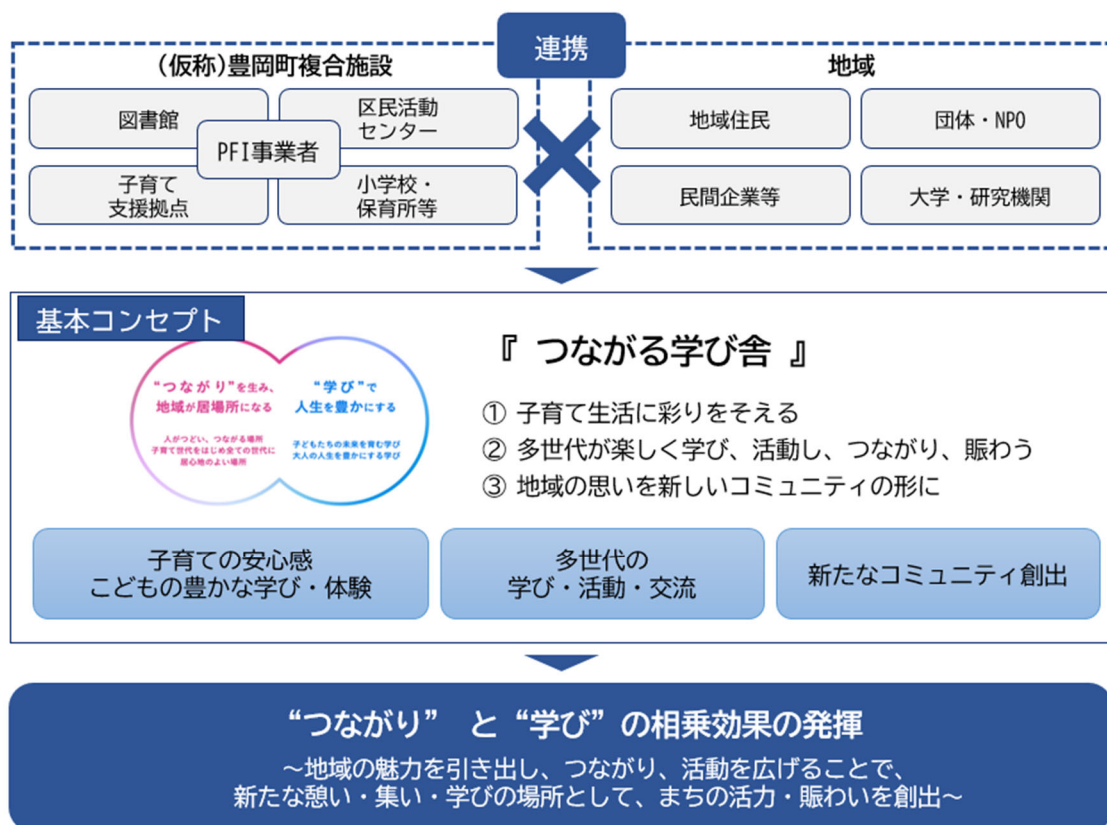 連携
(仮称)豊岡町複合施設
図書館
区民活動
センター
PFI事業者
子育て
支援拠点
小学校・
保育所等
地域
地域住民
団体・NPO
民間企業等
大学・研究機関
基本コンセプト
“つながり”を生み、
地域が居場所になる
人がつどい、つながる場所
子育て世代をはじめ全ての世代に
居心地のよい場所
“学び”で
人生を豊かにする
子どもたちの未来を育む学び
大人の人生を豊かにする学び
『 つながる学び舎 』
① 子育て生活に彩りをそえる
② 多世代が楽しく学び、活動し、つながり、賑わう
③ 地域の思いを新しいコミュニティの形に
子育ての安心感
こどもの豊かな学び・体験
多世代の
学び・活動・交流
新たなコミュニティ創出
“つながり” と“学び”の相乗効果の発揮
～地域の魅力を引き出し、つながり、活動を広げることで、
新たな憩い・集い・学びの場所として、まちの活力・賑わいを創出～